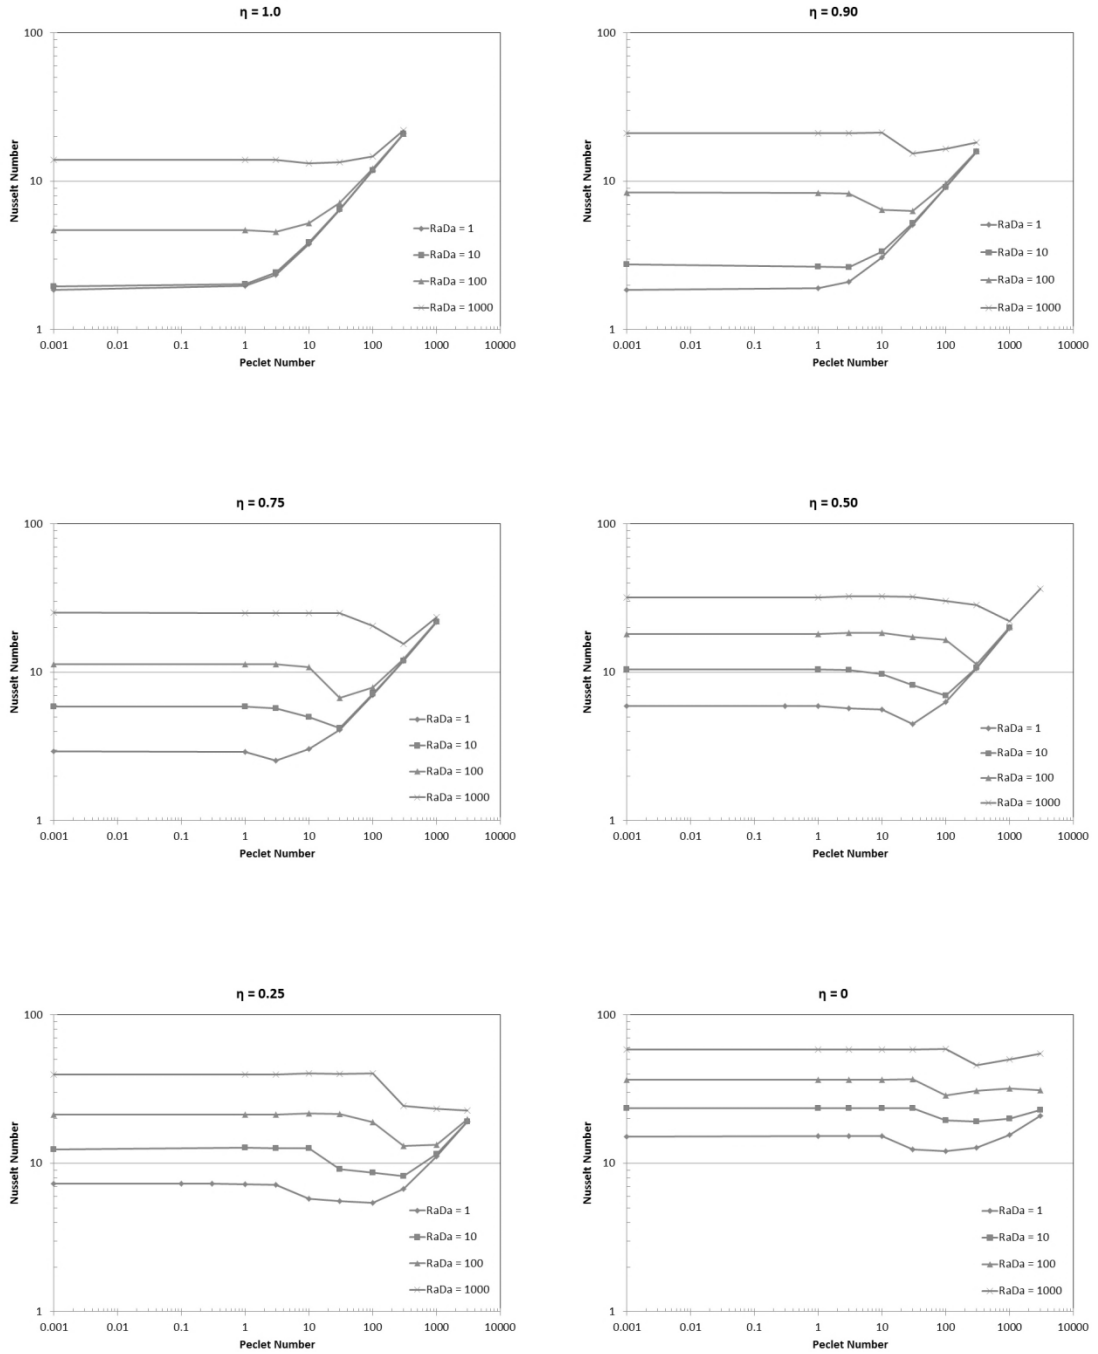 η = 1.0
100
10
1
Nusselt Number
RaDa = 1
RaDa = 10
RaDa = 100
RaDa = 1000
0.001 0.01 0.1 1 10 100 1000 10000
Peclet Number
η = 0.90
100
10
1
Nusselt Number
RaDa = 1
RaDa = 10
RaDa = 100
RaDa = 1000
0.001 0.01 0.1 1 10 100 1000 10000
Peclet Number
η = 0.75
100
10
1
Nusselt Number
RaDa = 1
RaDa = 10
RaDa = 100
RaDa = 1000
0.001 0.01 0.1 1 10 100 1000 10000
Peclet Number
η = 0.50
100
10
1
Nusselt Number
RaDa = 1
RaDa = 10
RaDa = 100
RaDa = 1000
0.001 0.01 0.1 1 10 100 1000 10000
Peclet Number
η = 0.25
100
10
1
Nusselt Number
RaDa = 1
RaDa = 10
RaDa = 100
RaDa = 1000
0.001 0.01 0.1 1 10 100 1000 10000
Peclet Number
η = 0
100
10
1
Nusselt Number
RaDa = 1
RaDa = 10
RaDa = 100
RaDa = 1000
0.001 0.01 0.1 1 10 100 1000 10000
Peclet Number